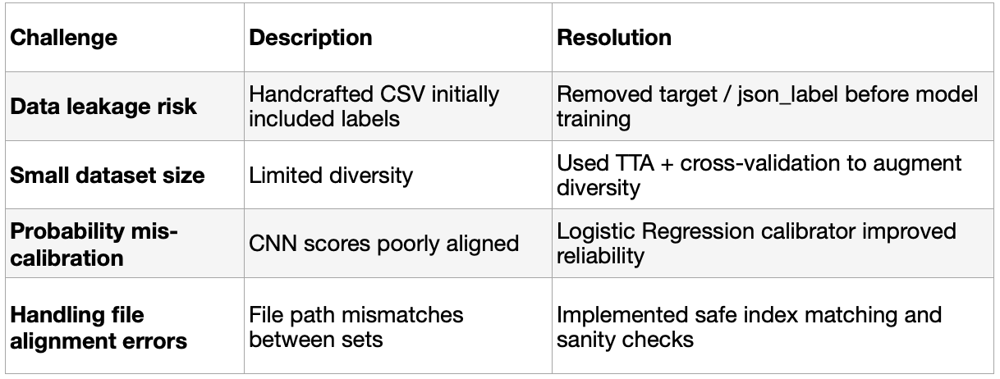 Challenge
Description
Resolution
Data leakage risk
Handcrafted CSV initially
included labels
Removed target / json_label before model
training
Small dataset size
Limited diversity
Used TTA + cross-validation to augment
diversity
Probability mis-
calibration
CNN scores poorly aligned
Logistic Regression calibrator improved
reliability
Handling file
alignment errors
File path mismatches
between sets
Implemented safe index matching and
sanity checks